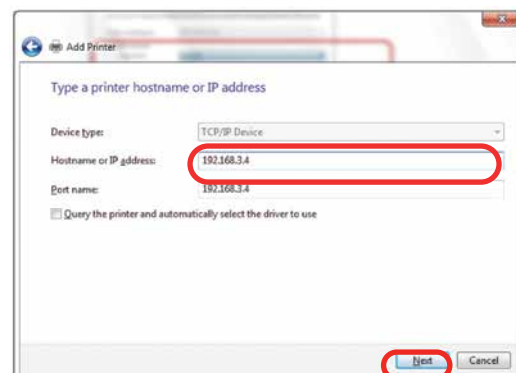 Add Printer
Type a printer hostname or IP address
Device type: TCP/IP Device
Hostname or IP address: 192.168.3.4
Port name: 192.168.3.4
Query the printer and automatically select the driver to use
Next Cancel